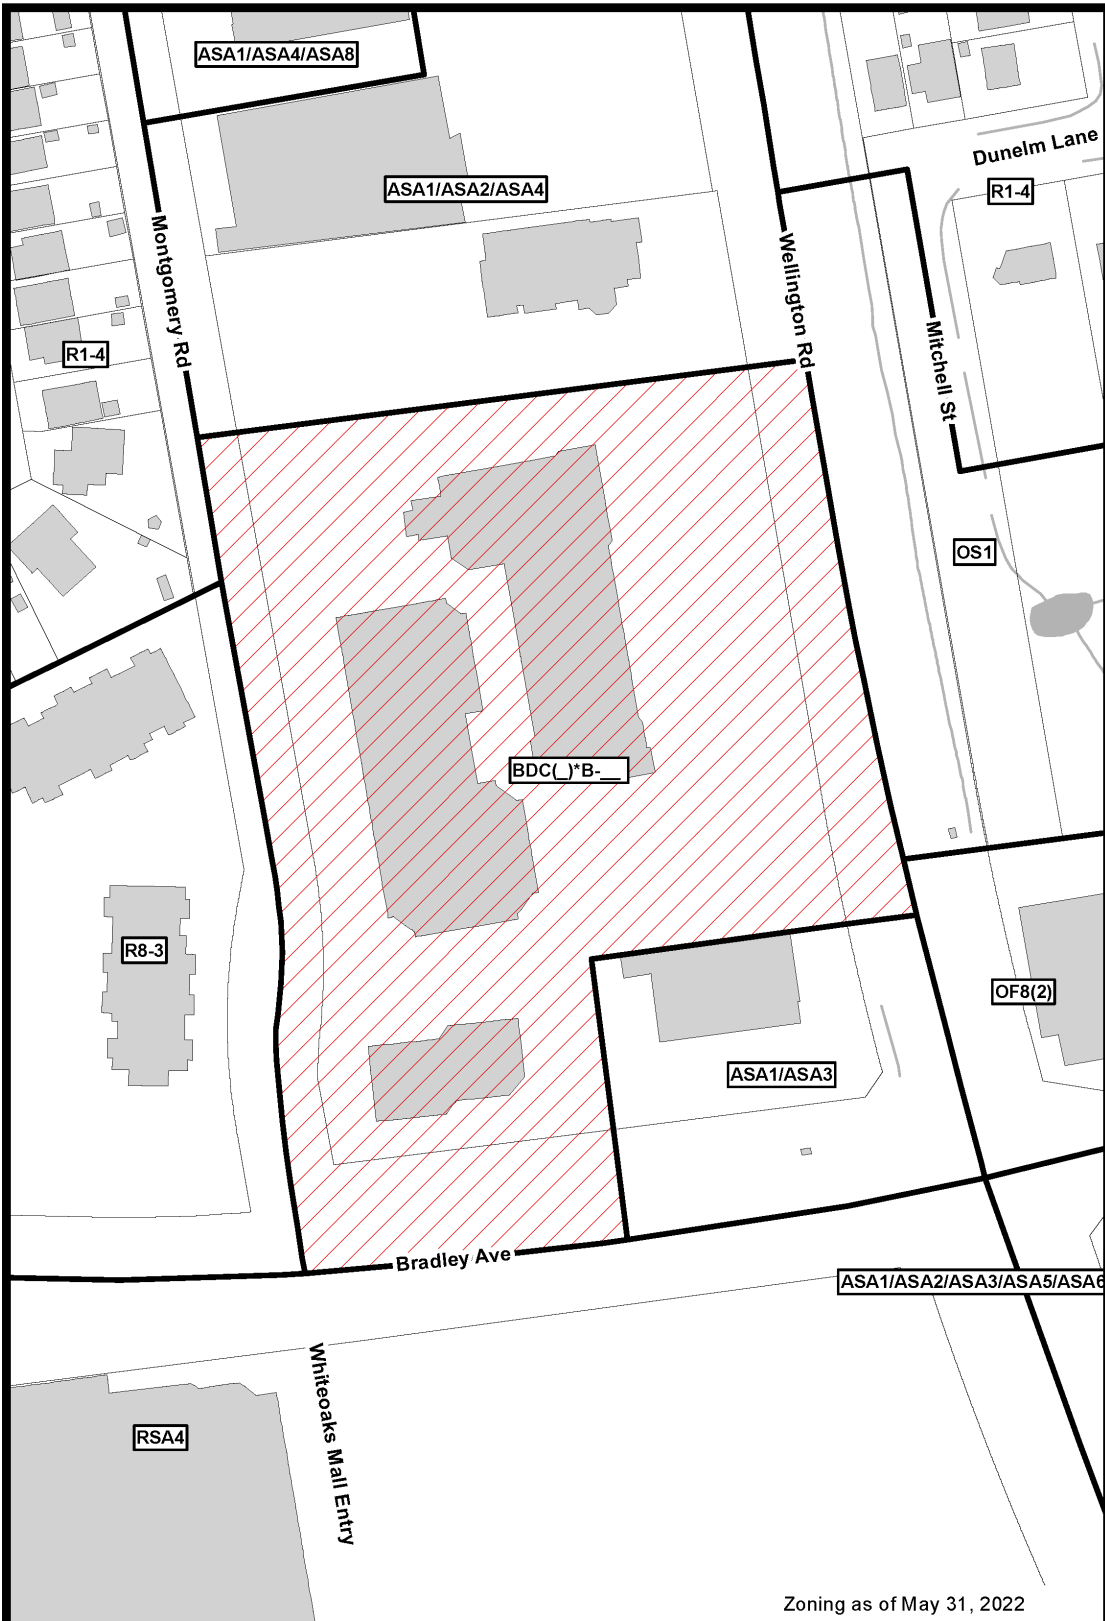 ASA1/ASA4/ASA8
Dunelm Lane
ASA1/ASA2/ASA4
R1-4
Montgomery Rd
Wellington Rd
Mitchell St
R1-4
OS1
BDC(_)*B-__
R8-3
OF8(2)
ASA1/ASA3
Bradley Ave
ASA1/ASA2/ASA3/ASA5/ASA6
Whiteoaks Mall Entry
RSA4
Zoning as of May 31, 2022